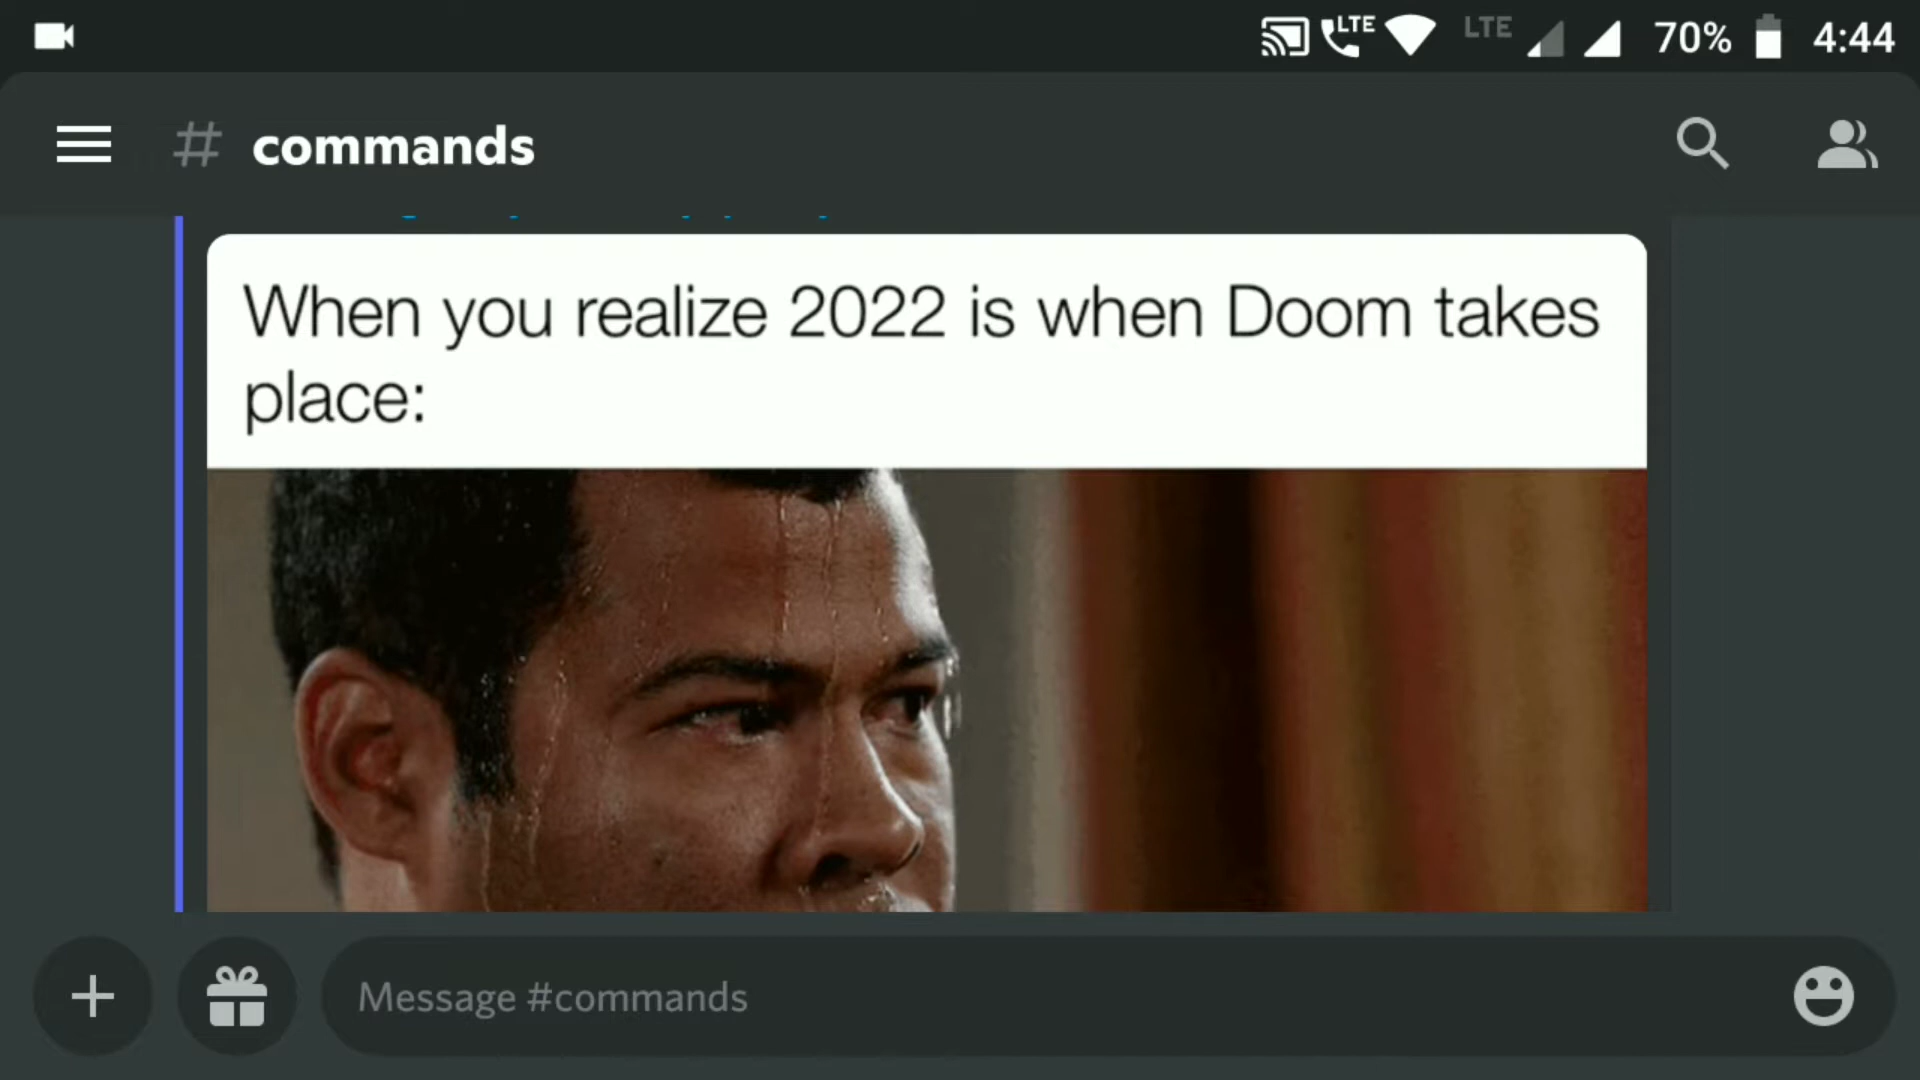 LTE LTE 70% 4:44
# commands
When you realize 2022 is when Doom takes
place:
Message #commands